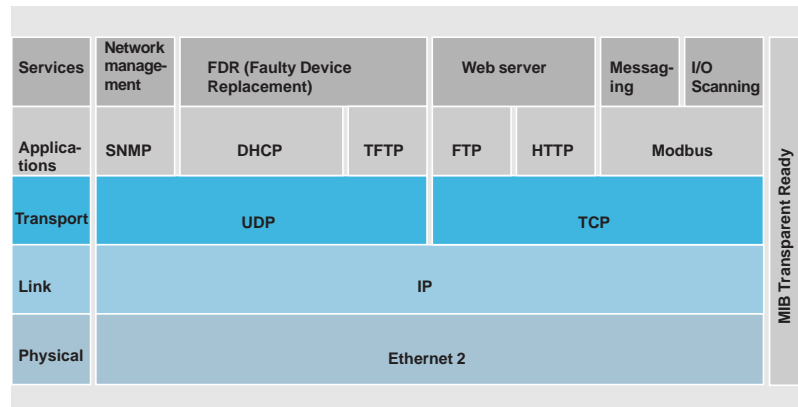 Services
Network
manage-
ment
FDR (Faulty Device
Replacement)
Web server
Messag-
ing
I/O
Scanning
Applica-
tions
SNMP
DHCP
TFTP
FTP
HTTP
Modbus
Transport
UDP
TCP
Link
IP
Physical
Ethernet 2
MIB Transparent Ready